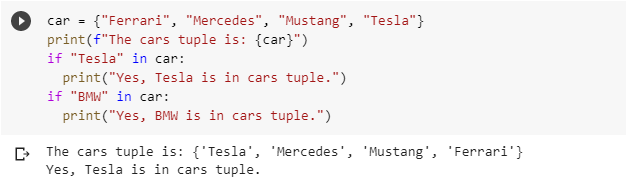 car = {"Ferrari", "Mercedes", "Mustang", "Tesla"}
print(f"The cars tuple is: {car}")
if "Tesla" in car:
  print("Yes, Tesla is in cars tuple.")
if "BMW" in car:
  print("Yes, BMW is in cars tuple.")
The cars tuple is: {'Tesla', 'Mercedes', 'Mustang', 'Ferrari'}
Yes, Tesla is in cars tuple.